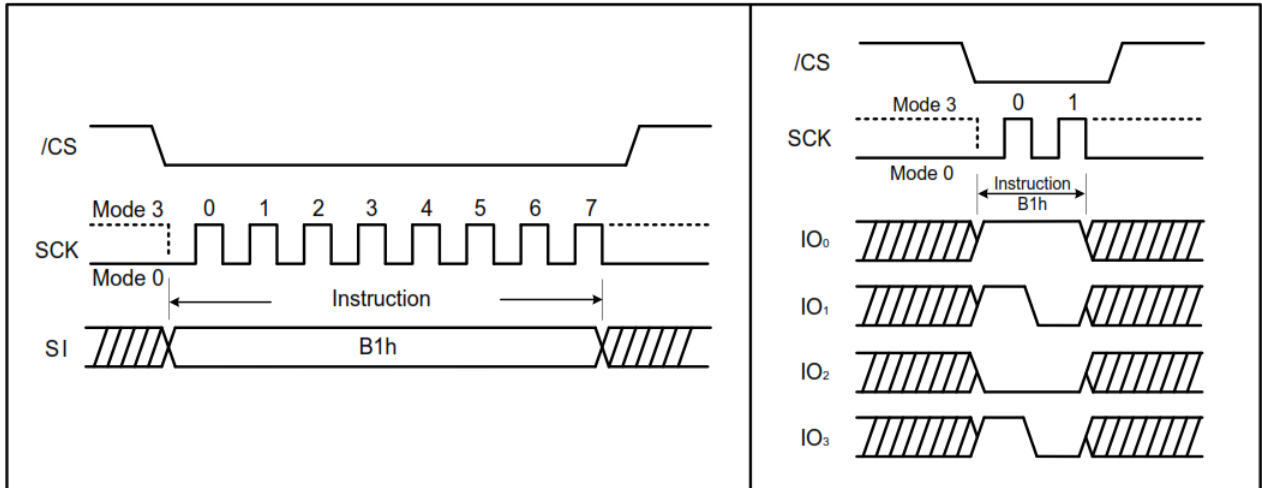 /CS
Mode 3 0 1 2 3 4 5 6 7
SCK
Mode 0
Instruction
SI B1h
/CS
Mode 3 0 1
SCK
Mode 0 Instruction
B1h
IO₀
IO₁
IO₂
IO₃